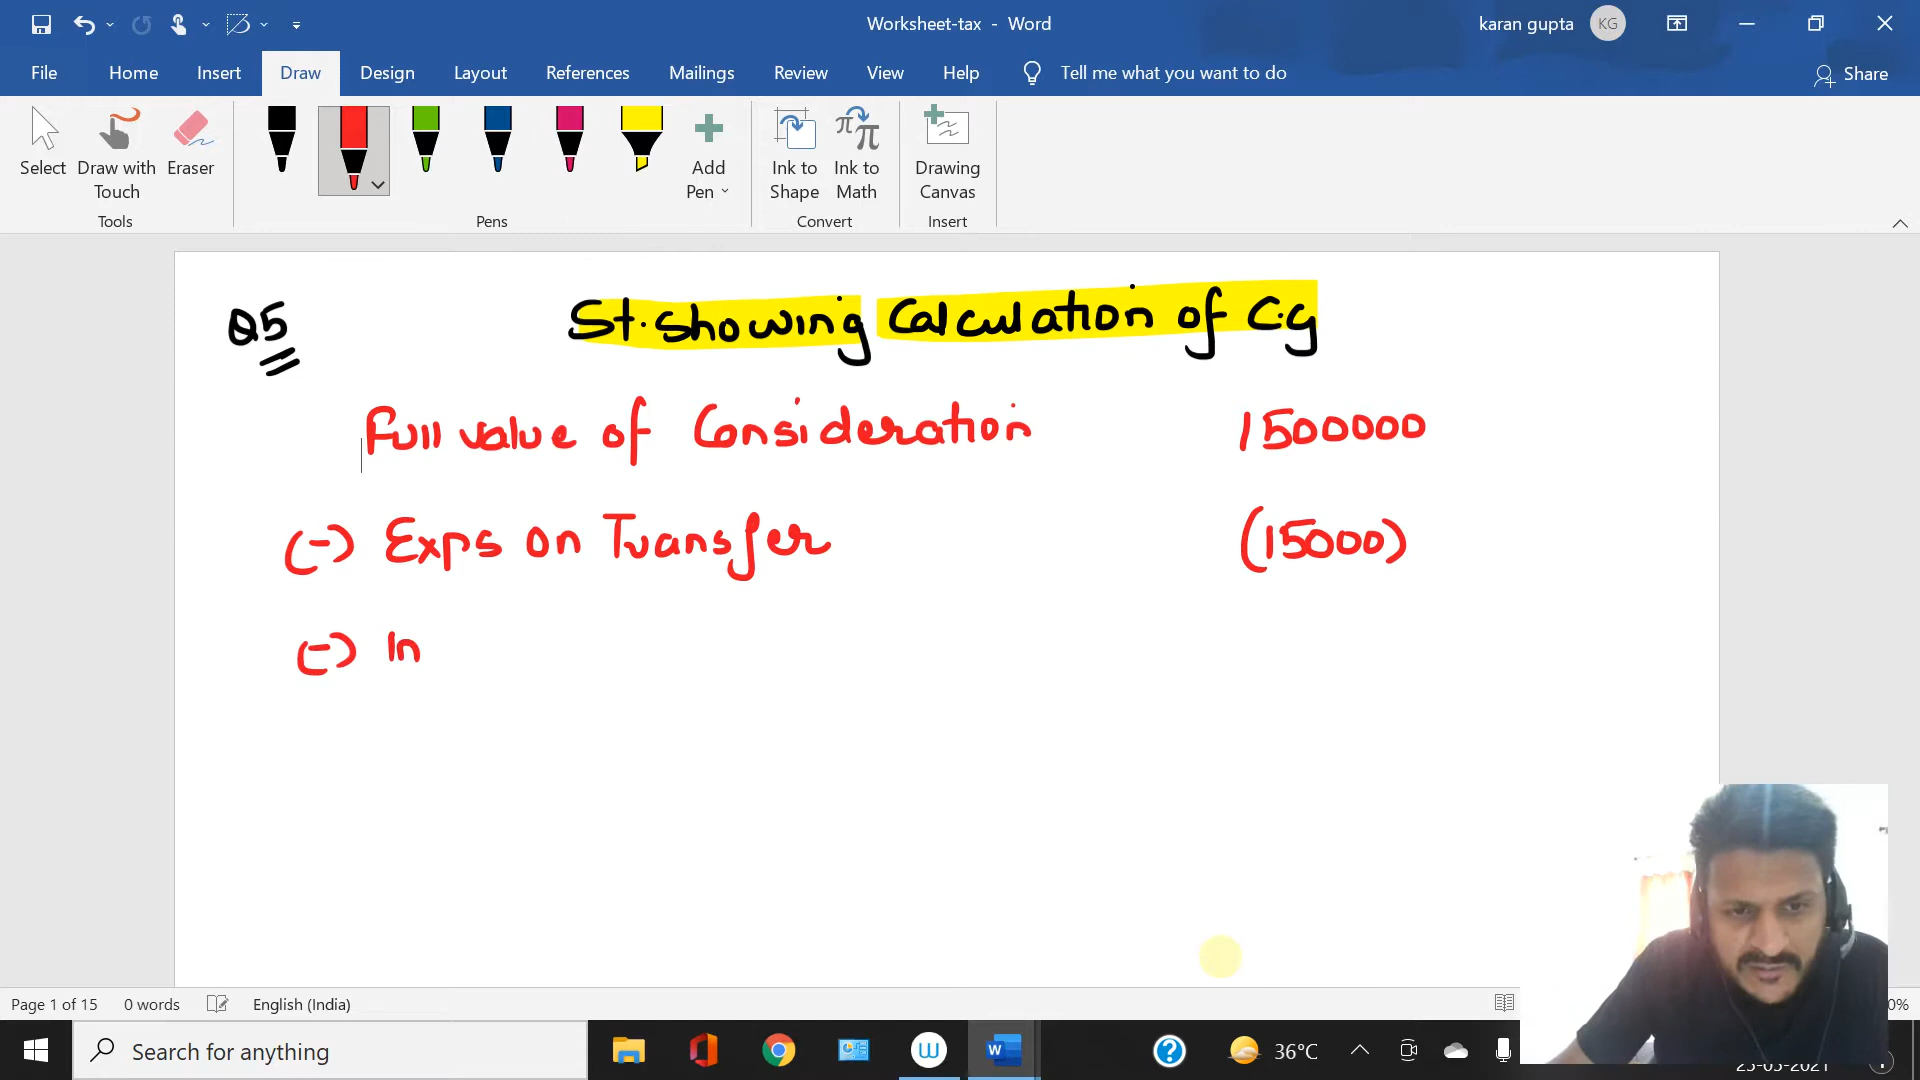 Worksheet-tax - Word
karan gupta KG
File Home Insert Draw Design Layout References Mailings Review View Help Tell me what you want to do Share
Select Draw with Touch Eraser Add Pen Ink to Shape Ink to Math Drawing Canvas
Tools Pens Convert Insert
Q5 St. Showing Calculation of C.G
Full value of Consideration 1500000
(-) Exps on Transfer (15000)
(-) In
Page 1 of 15 0 words English (India)
Search for anything
36°C